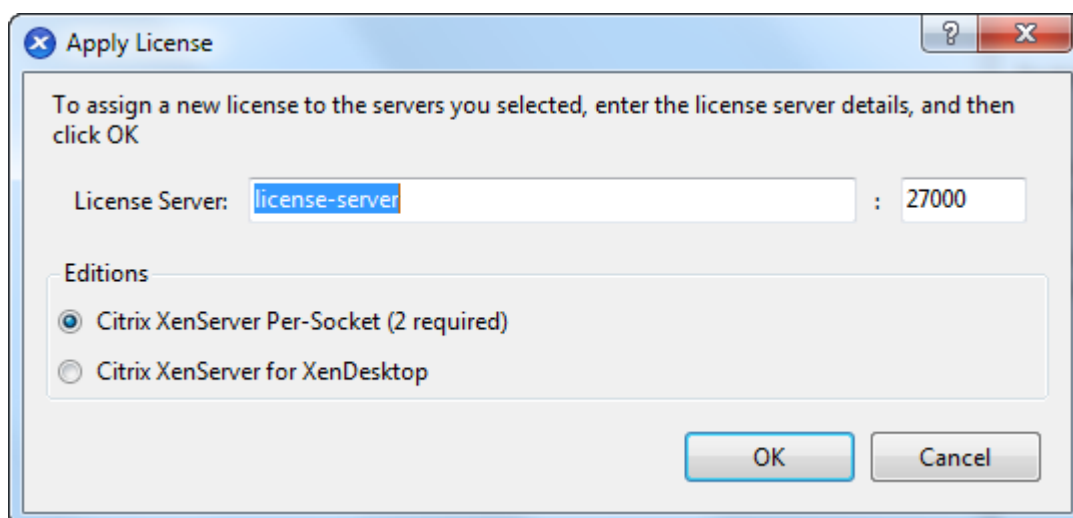 Apply License
To assign a new license to the servers you selected, enter the license server details, and then
click OK
License Server: license-server : 27000
Editions
Citrix XenServer Per-Socket (2 required)
Citrix XenServer for XenDesktop
OK Cancel